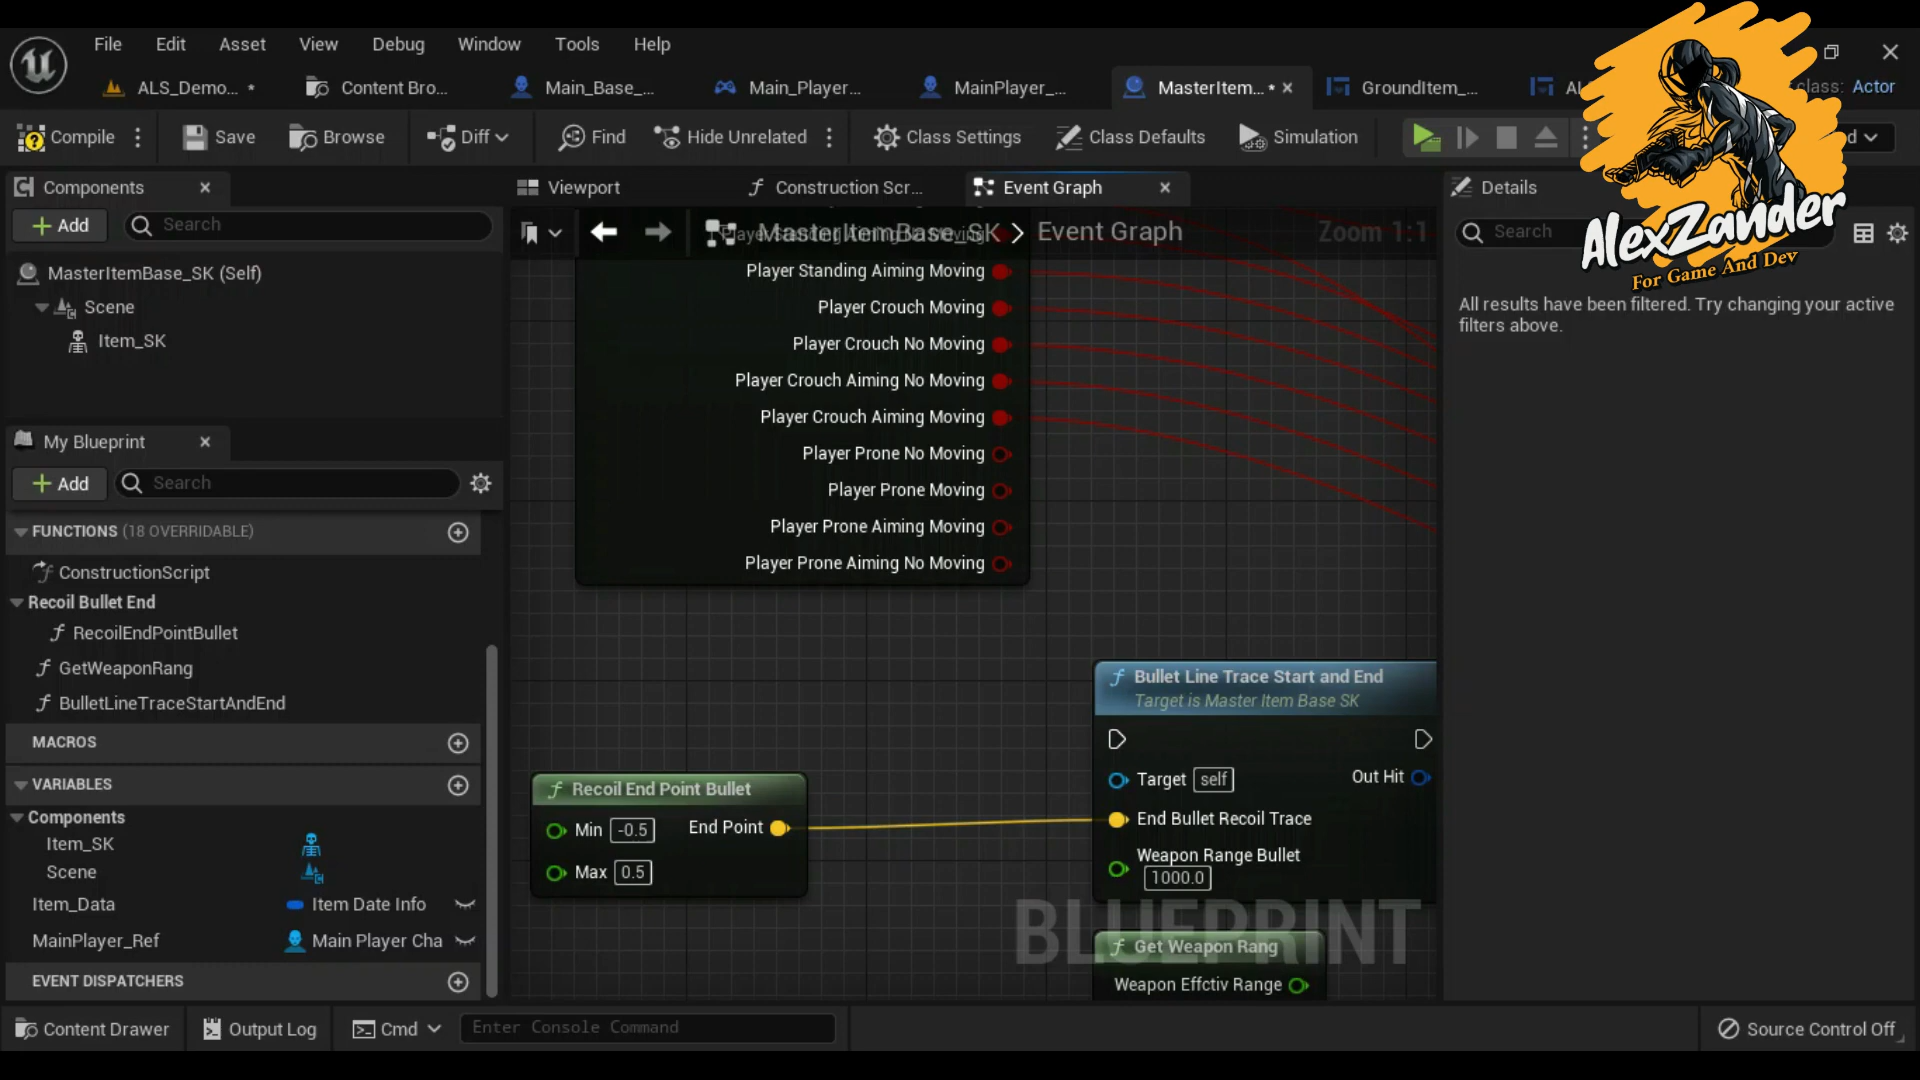 File Edit Asset View Debug Window Tools Help
ALS_Demo... • Content Bro... Main_Base_... Main_Player... MainPlayer_... MasterItem... • GroundItem_... class: Actor
Compile Save Browse Diff Find Hide Unrelated Class Settings Class Defaults Simulation
Components
Add Search
MasterItemBase_SK (Self)
Scene
Item_SK
My Blueprint
Add Search
FUNCTIONS (18 OVERRIDABLE)
ConstructionScript
Recoil Bullet End
RecoilEndPointBullet
GetWeaponRang
BulletLineTraceStartAndEnd
MACROS
VARIABLES
Components
Item_SK
Scene
Item_Data Item Date Info
MainPlayer_Ref Main Player Cha
EVENT DISPATCHERS
Viewport Construction Scr... Event Graph
MasterItemBase_SK > Event Graph Zoom 1:1
Player Standing Aiming Moving
Player Crouch Moving
Player Crouch No Moving
Player Crouch Aiming No Moving
Player Crouch Aiming Moving
Player Prone No Moving
Player Prone Moving
Player Prone Aiming Moving
Player Prone Aiming No Moving
Recoil End Point Bullet
Min -0.5 End Point
Max 0.5
Bullet Line Trace Start and End
Target is Master Item Base SK
Target self Out Hit
End Bullet Recoil Trace
Weapon Range Bullet
1000.0
BLUEPRINT
Get Weapon Rang
Weapon Effctiv Range
Details
Search
All results have been filtered. Try changing your active
filters above.
AlexZander
For Game And Dev
Content Drawer Output Log Cmd Enter Console Command Source Control Off